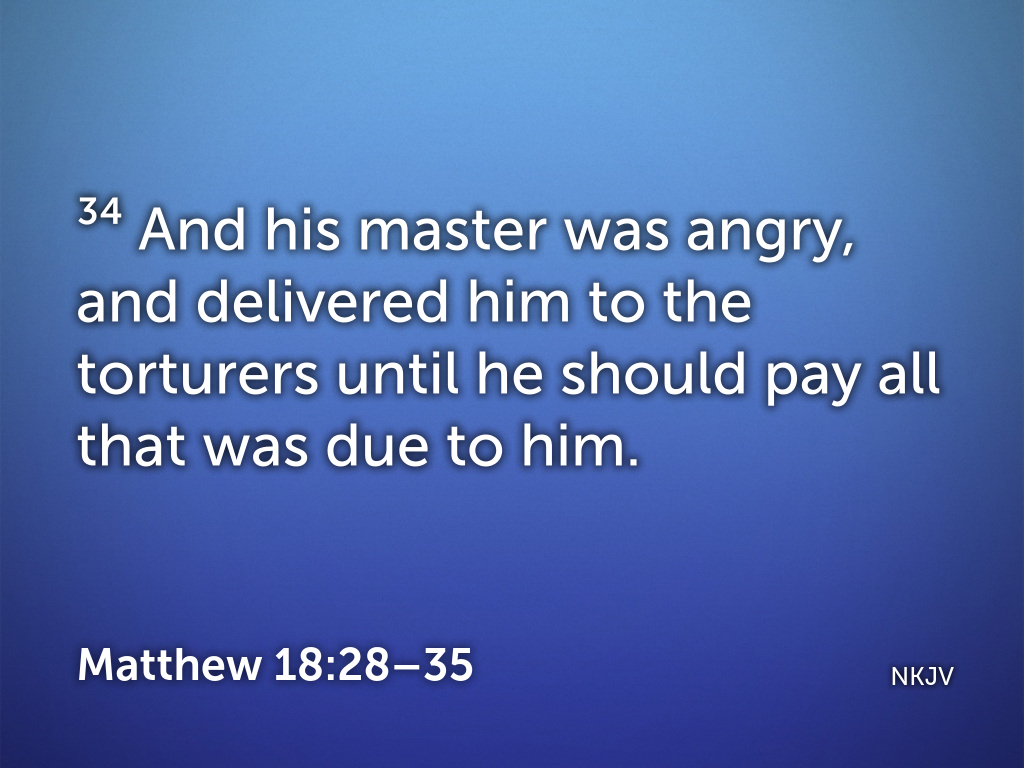 34 And his master was angry,
and delivered him to the
torturers until he should pay all
that was due to him.
Matthew 18:28–35
NKJV